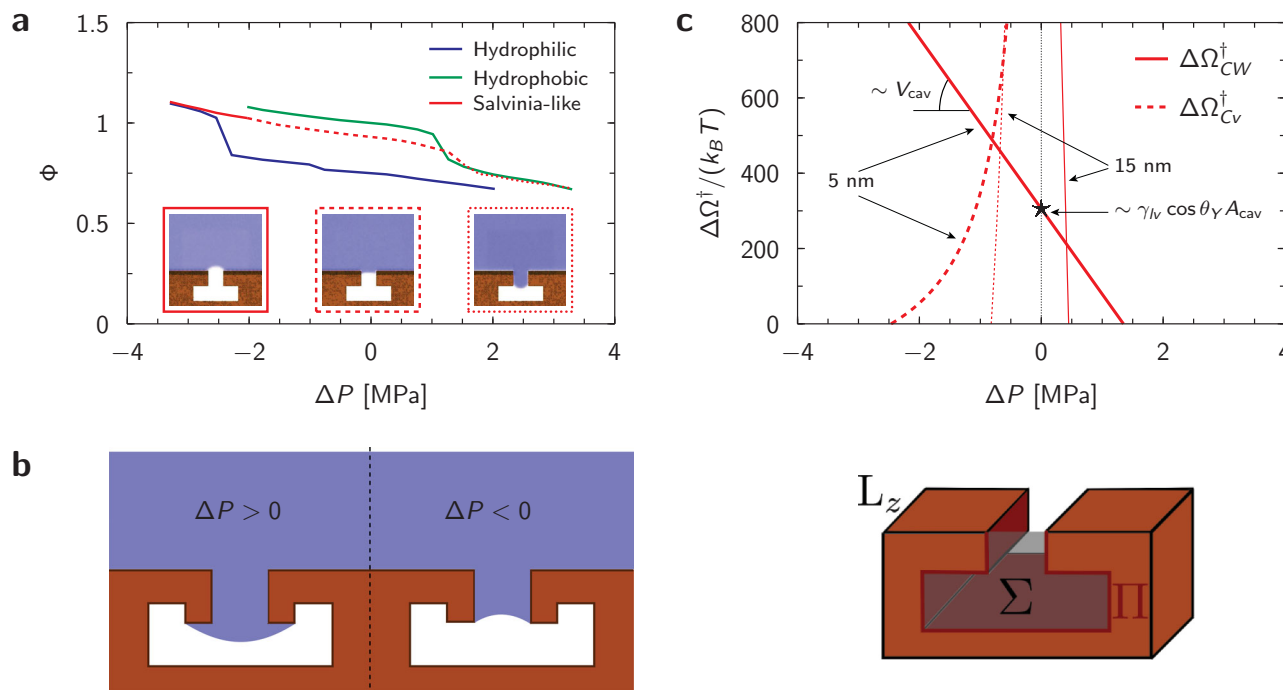 a
1.5
1
0.5
0
Φ
Hydrophilic
Hydrophobic
Salvinia-like
−4 −2 0 2 4
ΔP [MPa]
c
800
600
400
200
0
ΔΩ†/(k_B T)
ΔΩ†_CW
ΔΩ†_Cv
∼ V_cav
5 nm
15 nm
∼ γ_lv cos θ_Y A_cav
−4 −2 0 2 4
ΔP [MPa]
b
ΔP > 0
ΔP < 0
L_z
Σ
Π